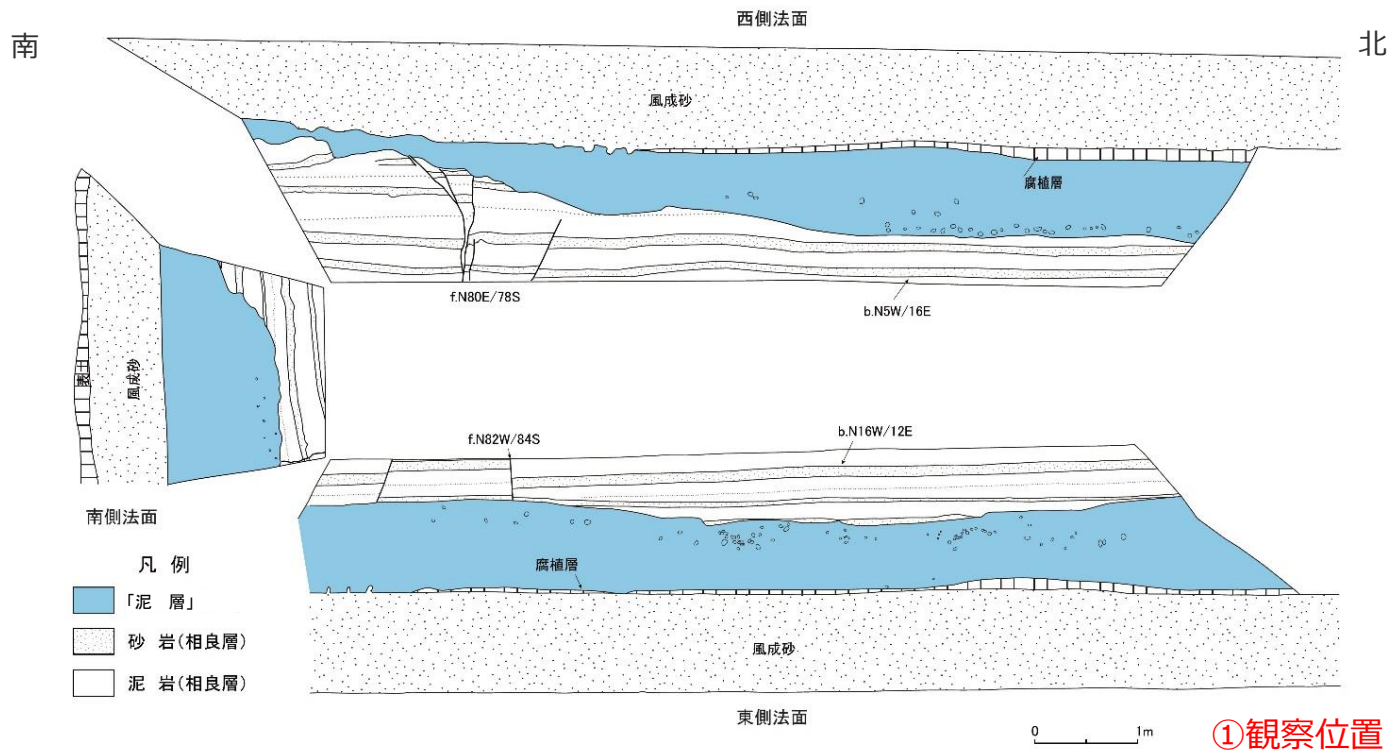 西側法面
南
北
風成砂
腐植層
f.N80E/78S
b.N5W/16E
表土
風成砂
f.N82W/84S
b.N16W/12E
南側法面
凡 例
「泥 層」
砂 岩(相良層)
泥 岩(相良層)
腐植層
風成砂
東側法面
0 1m
①観察位置